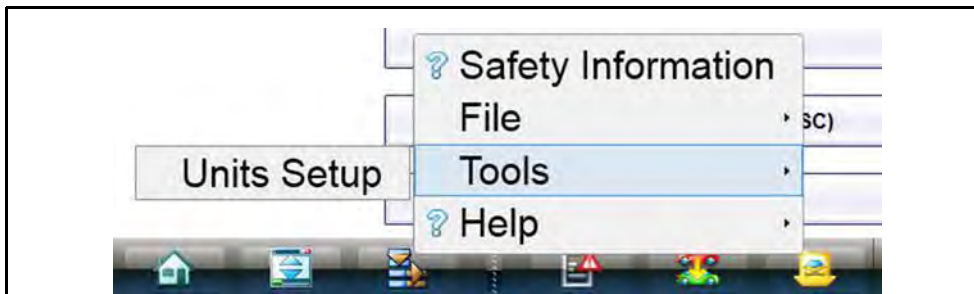 Safety Information
File
SC)
Units Setup
Tools
Help